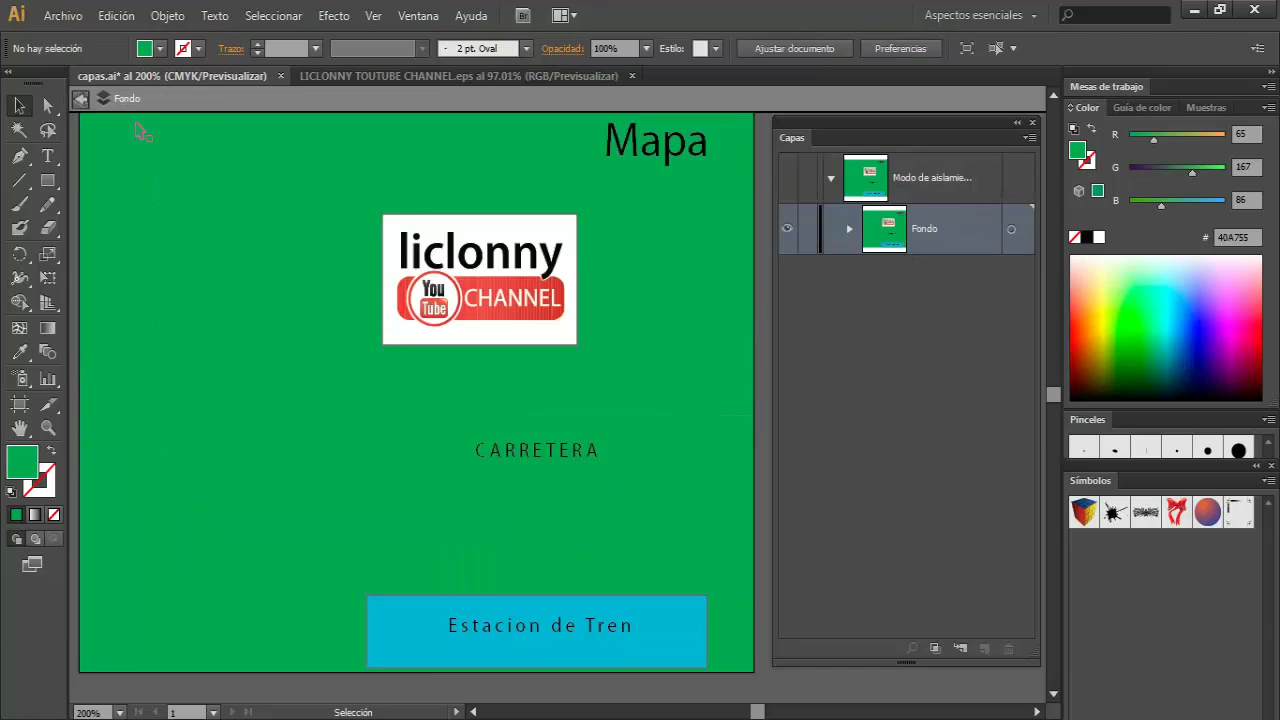 Ai Archivo Edición Objeto Texto Seleccionar Efecto Ver Ventana Ayuda Br Aspectos esenciales
No hay selección Trazo: 2 pt. Oval Opacidad: 100% Estilo: Ajustar documento Preferencias
capas.ai* al 200% (CMYK/Previsualizar) LICLONNY TOUTUBE CHANNEL.eps al 97.01% (RGB/Previsualizar)
Fondo
Mesas de trabajo
Color Guía de color Muestras
R 65
G 167
B 86
# 40A755
Pinceles
Símbolos
Capas
Modo de aislamie...
Fondo
Mapa
liclonny
You Tube CHANNEL
CARRETERA
Estacion de Tren
200% 1 Selección